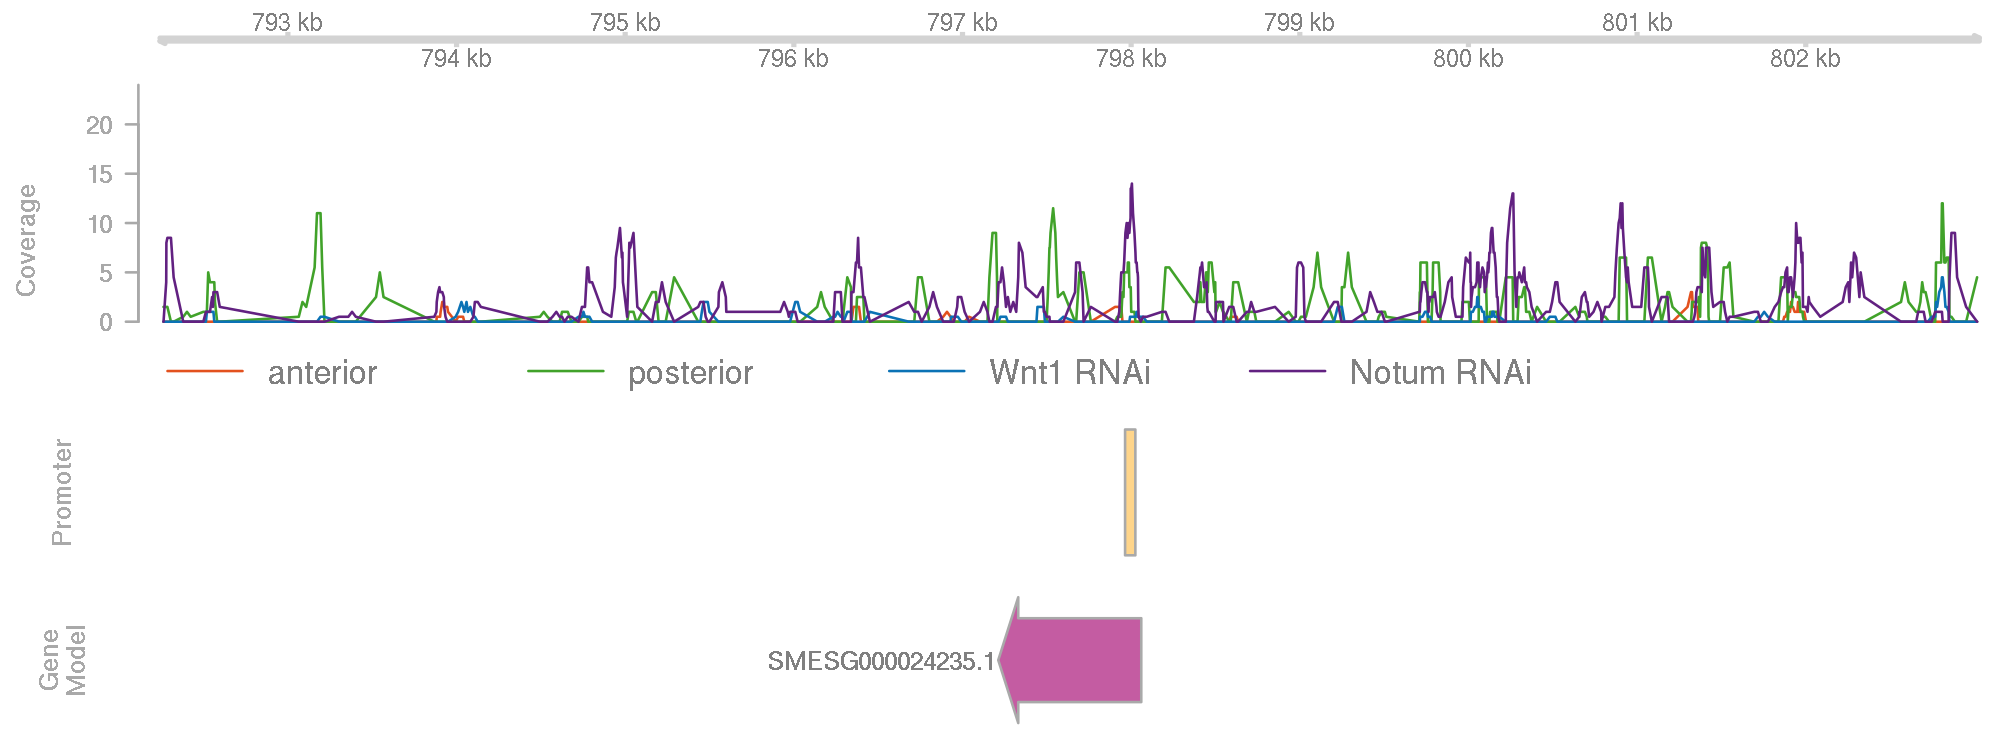 793 kb 795 kb 797 kb 799 kb 801 kb
794 kb 796 kb 798 kb 800 kb 802 kb
Coverage
20
15
10
5
0
anterior posterior Wnt1 RNAi Notum RNAi
Promoter
Gene
Model
SMESG000024235.1